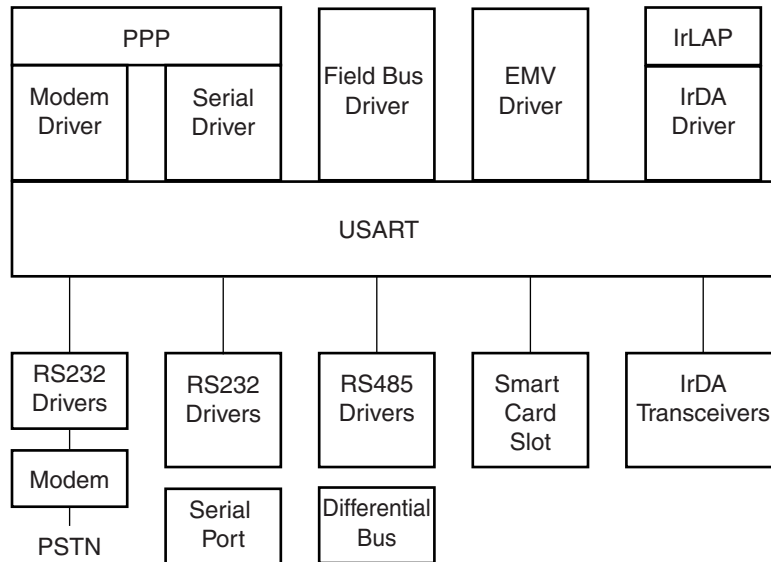 PPP
IrLAP
Modem
Driver
Serial
Driver
Field Bus
Driver
EMV
Driver
IrDA
Driver
USART
RS232
Drivers
RS232
Drivers
RS485
Drivers
Smart
Card
Slot
IrDA
Transceivers
Modem
PSTN
Serial
Port
Differential
Bus